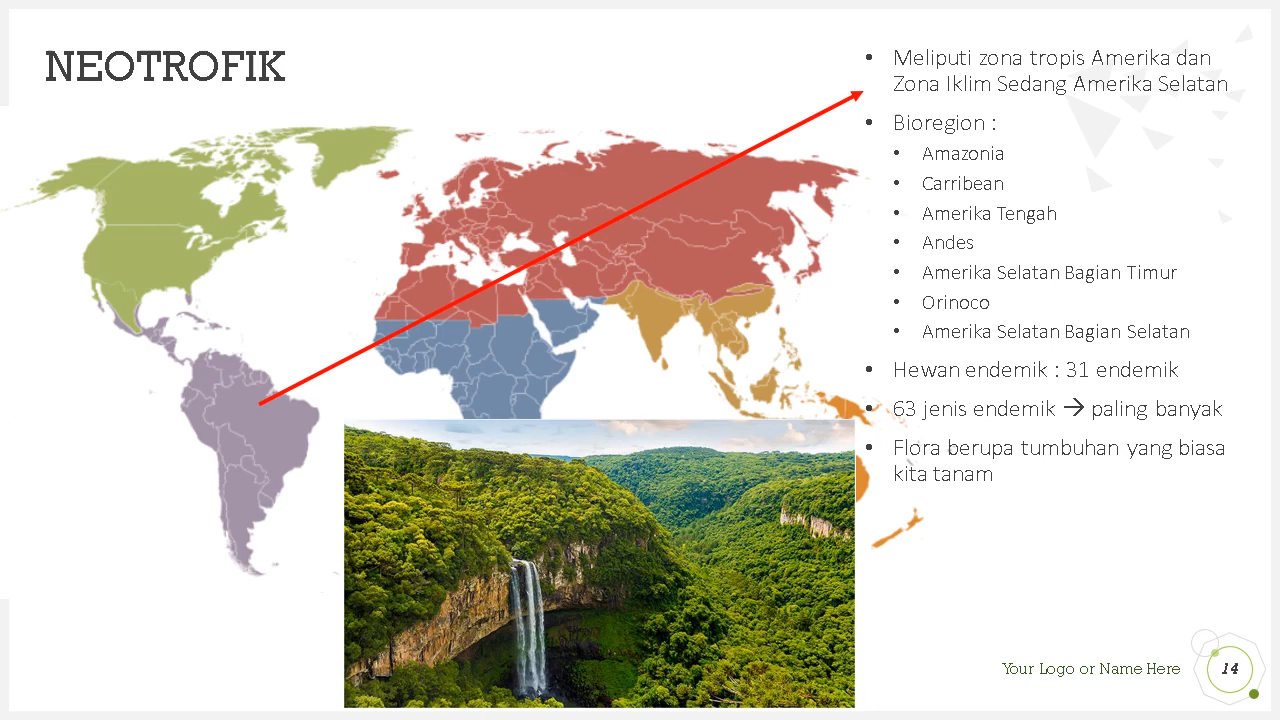 NEOTROFIK
• Meliputi zona tropis Amerika dan
Zona Iklim Sedang Amerika Selatan
• Bioregion :
• Amazonia
• Carribean
• Amerika Tengah
• Andes
• Amerika Selatan Bagian Timur
• Orinoco
• Amerika Selatan Bagian Selatan
• Hewan endemik : 31 endemik
• 63 jenis endemik → paling banyak
• Flora berupa tumbuhan yang biasa
kita tanam
Your Logo or Name Here
14